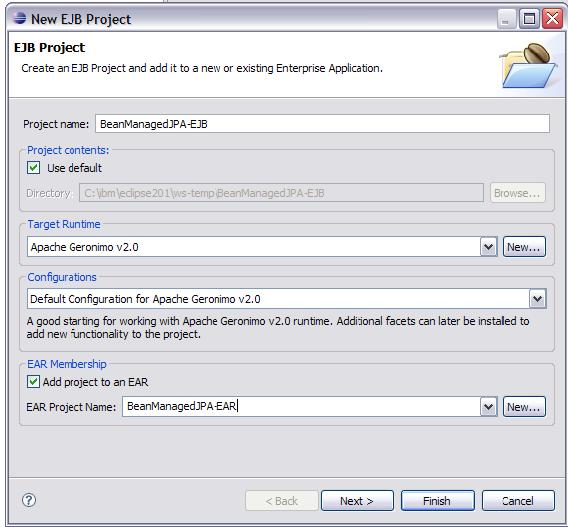 New EJB Project
EJB Project
Create an EJB Project and add it to a new or existing Enterprise Application.
Project name: BeanManagedJPA-EJB
Project contents:
Use default
Directory: C:\ibm\eclipse201\ws-temp\BeanManagedJPA-EJB Browse...
Target Runtime
Apache Geronimo v2.0 New...
Configurations
Default Configuration for Apache Geronimo v2.0
A good starting for working with Apache Geronimo v2.0 runtime. Additional facets can later be installed to
add new functionality to the project.
EAR Membership
Add project to an EAR
EAR Project Name: BeanManagedJPA-EAR New...
? < Back Next > Finish Cancel